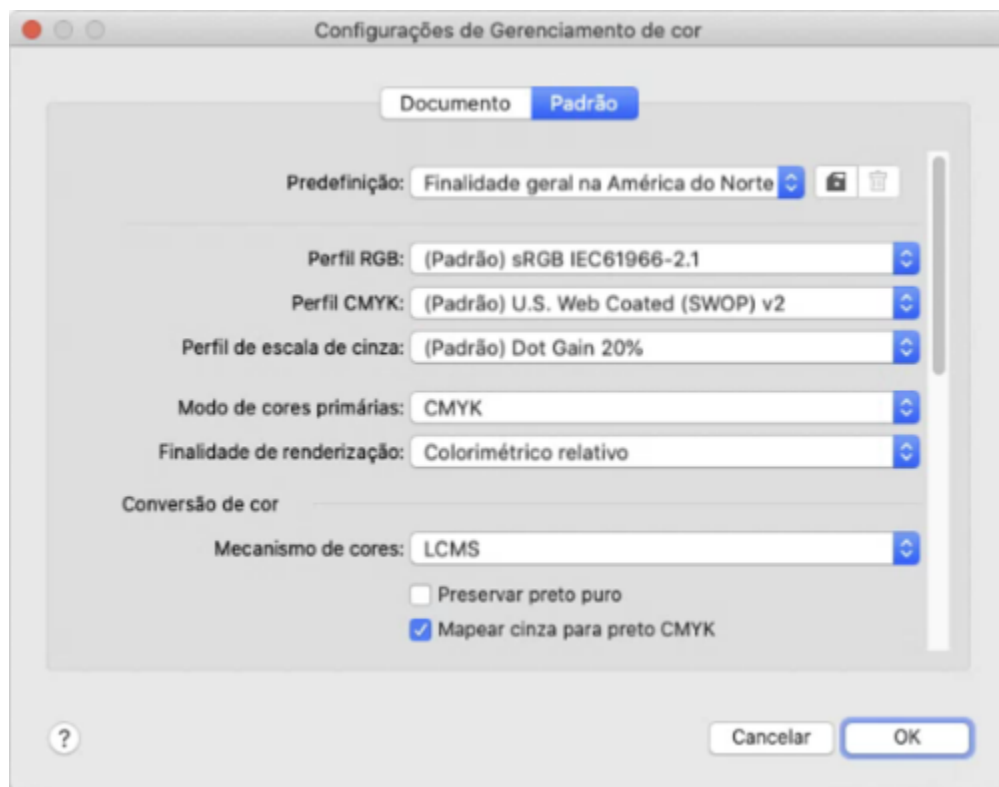 Configurações de Gerenciamento de cor
Documento Padrão
Predefinição: Finalidade geral na América do Norte
Perfil RGB: (Padrão) sRGB IEC61966-2.1
Perfil CMYK: (Padrão) U.S. Web Coated (SWOP) v2
Perfil de escala de cinza: (Padrão) Dot Gain 20%
Modo de cores primárias: CMYK
Finalidade de renderização: Colorimétrico relativo
Conversão de cor
Mecanismo de cores: LCMS
Preservar preto puro
Mapear cinza para preto CMYK
? Cancelar OK